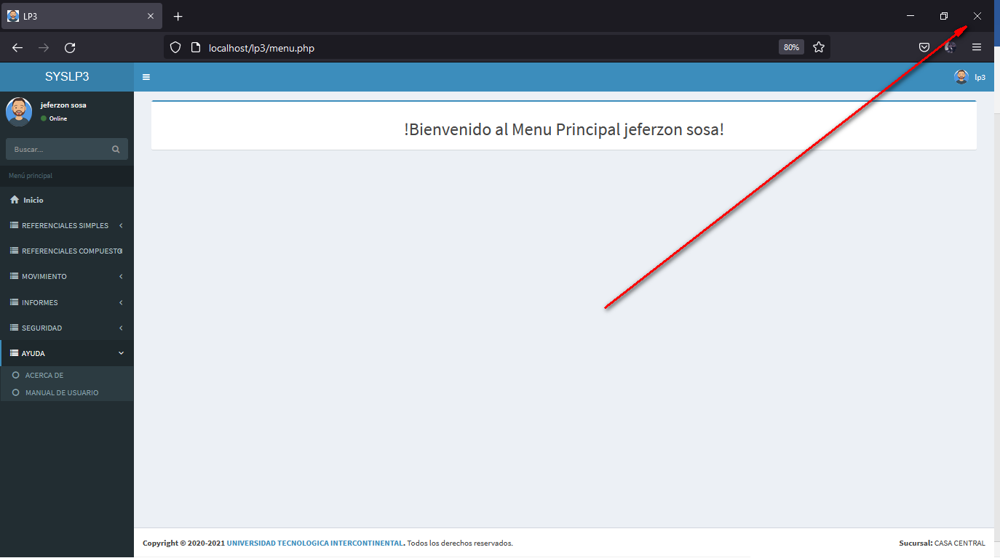 LP3
localhost/lp3/menu.php
80%
SYSLP3
lp3
jeferzon sosa
Online
Buscar...
Menú principal
Inicio
REFERENCIALES SIMPLES
REFERENCIALES COMPUESTO
MOVIMIENTO
INFORMES
SEGURIDAD
AYUDA
ACERCA DE
MANUAL DE USUARIO
!Bienvenido al Menu Principal jeferzon sosa!
Copyright © 2020-2021 UNIVERSIDAD TECNOLOGICA INTERCONTINENTAL. Todos los derechos reservados.
Sucursal: CASA CENTRAL